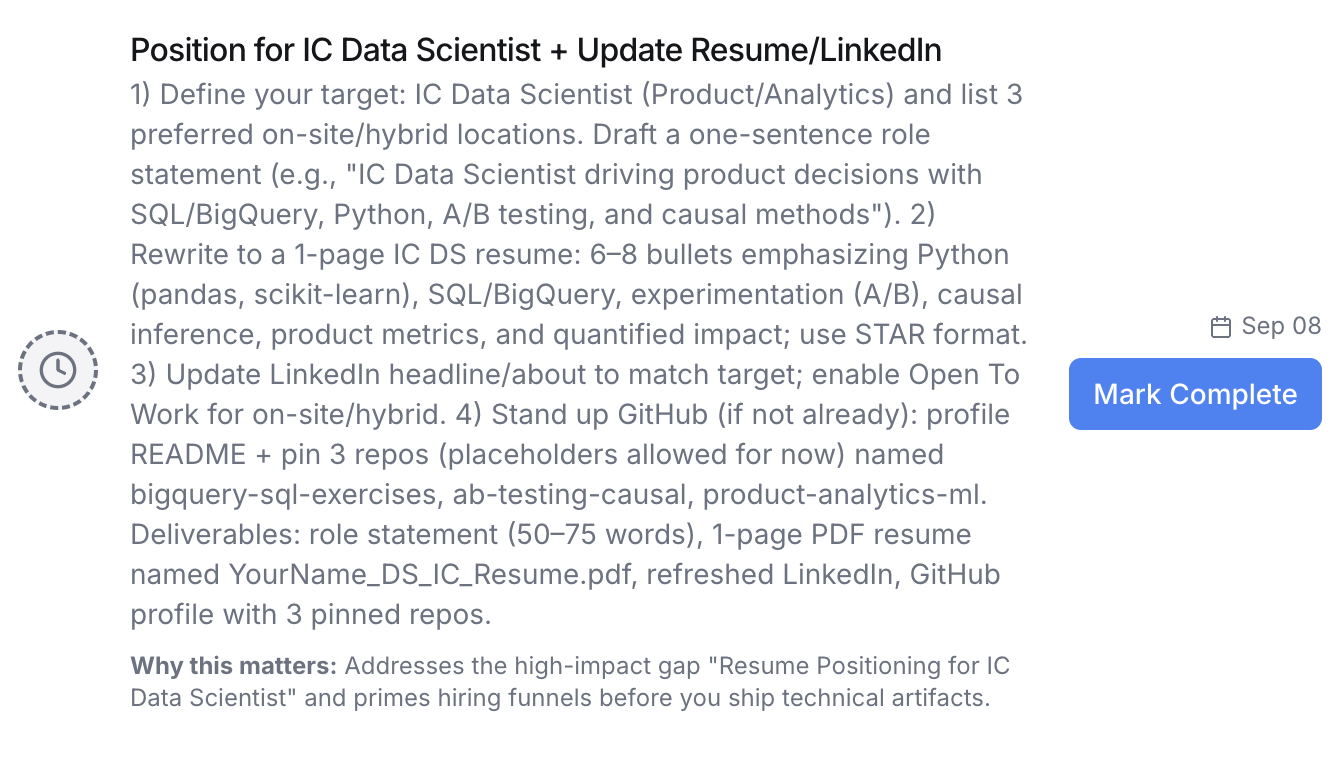 Position for IC Data Scientist + Update Resume/LinkedIn
1) Define your target: IC Data Scientist (Product/Analytics) and list 3
preferred on-site/hybrid locations. Draft a one-sentence role
statement (e.g., "IC Data Scientist driving product decisions with
SQL/BigQuery, Python, A/B testing, and causal methods"). 2)
Rewrite to a 1-page IC DS resume: 6–8 bullets emphasizing Python
(pandas, scikit-learn), SQL/BigQuery, experimentation (A/B), causal
inference, product metrics, and quantified impact; use STAR format.
3) Update LinkedIn headline/about to match target; enable Open To
Work for on-site/hybrid. 4) Stand up GitHub (if not already): profile
README + pin 3 repos (placeholders allowed for now) named
bigquery-sql-exercises, ab-testing-causal, product-analytics-ml.
Deliverables: role statement (50–75 words), 1-page PDF resume
named YourName_DS_IC_Resume.pdf, refreshed LinkedIn, GitHub
profile with 3 pinned repos.
Why this matters: Addresses the high-impact gap "Resume Positioning for IC
Data Scientist" and primes hiring funnels before you ship technical artifacts.
Sep 08
Mark Complete